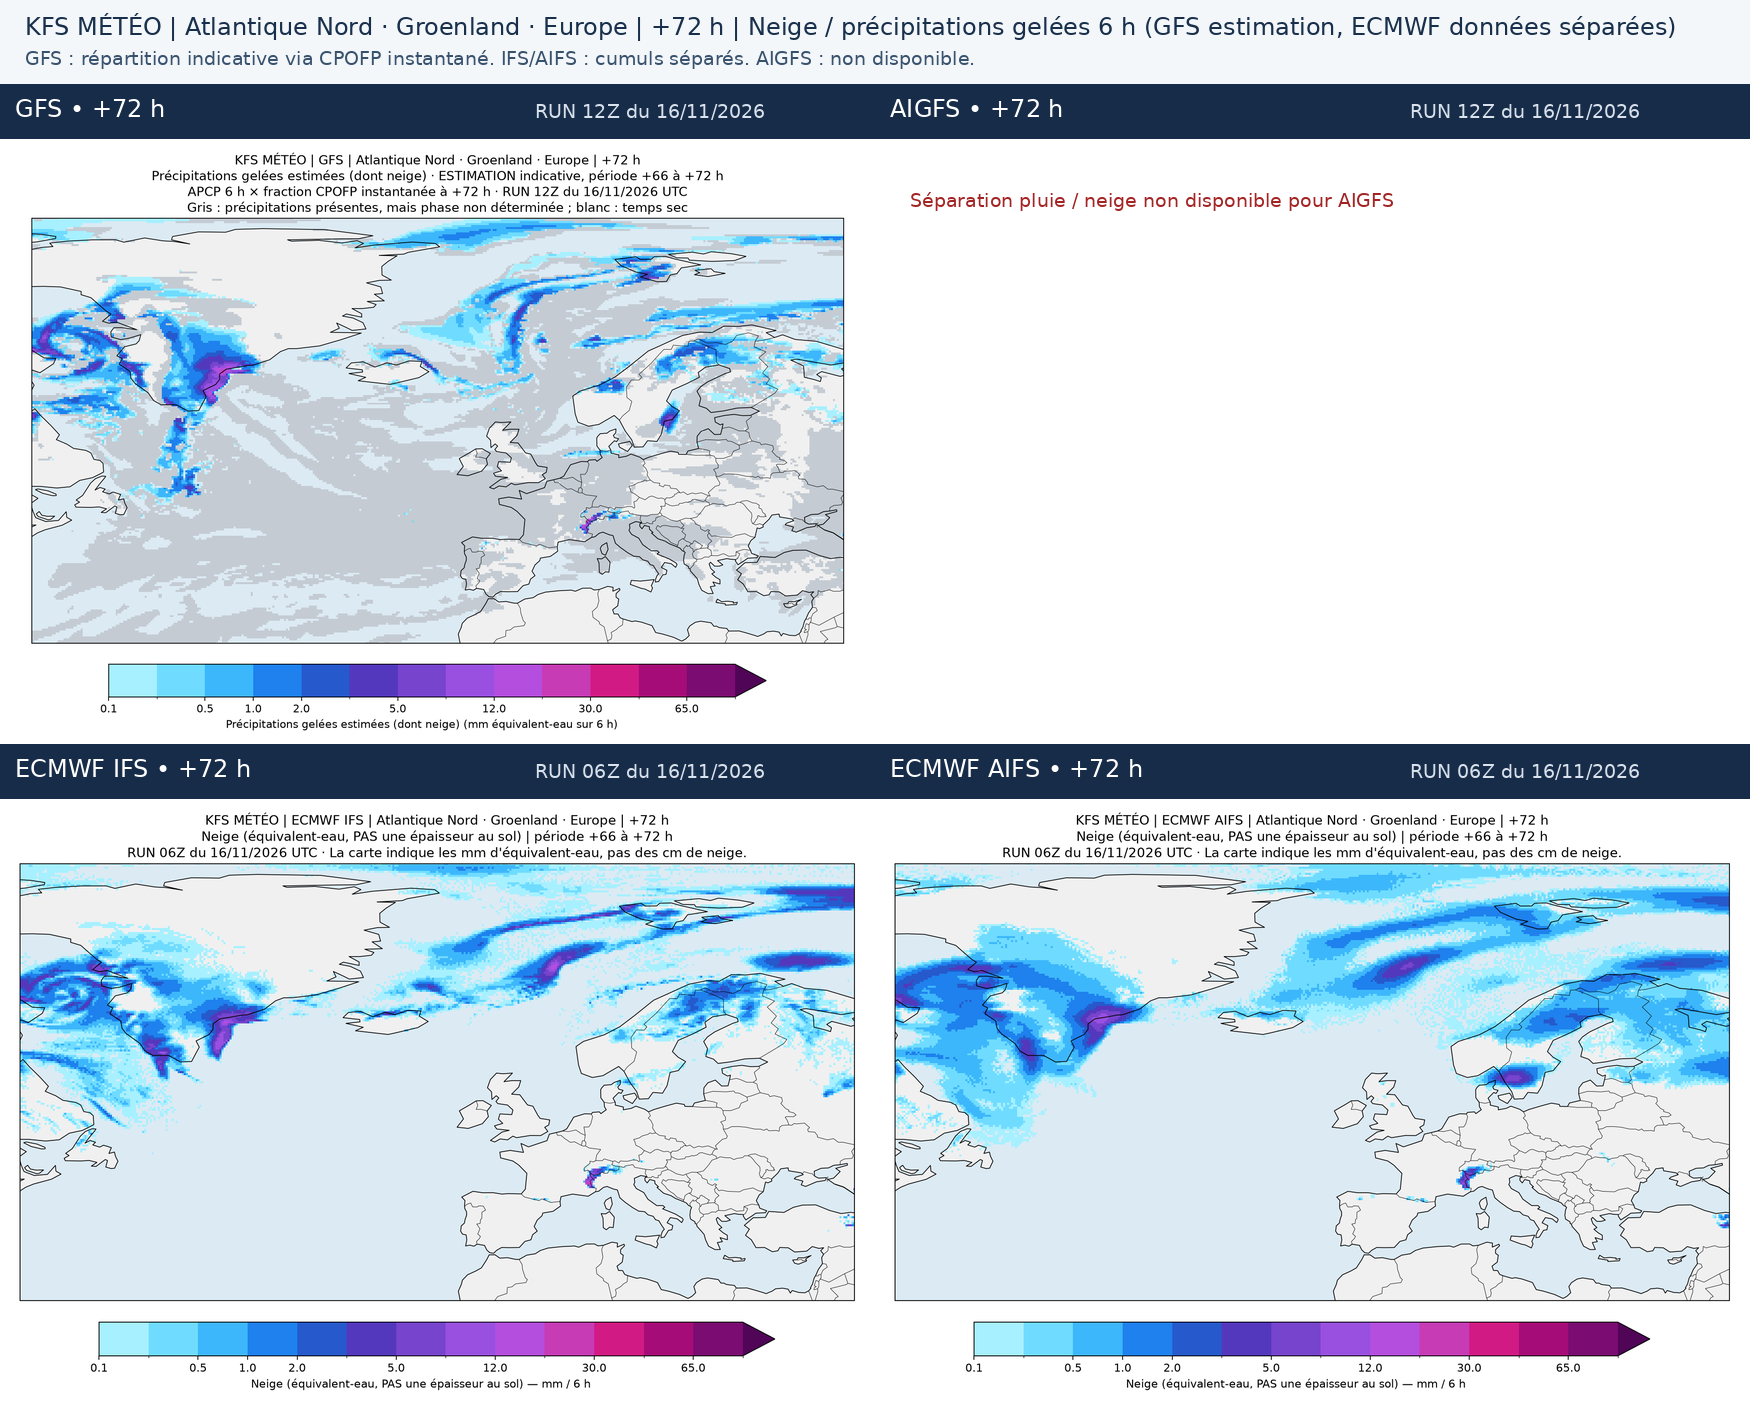 KFS MÉTÉO | Atlantique Nord · Groenland · Europe | +72 h | Neige / précipitations gelées 6 h (GFS estimation, ECMWF données séparées)
GFS : répartition indicative via CPOFP instantané. IFS/AIFS : cumuls séparés. AIGFS : non disponible.
GFS • +72 h
RUN 12Z du 16/11/2026
AIGFS • +72 h
RUN 12Z du 16/11/2026
KFS MÉTÉO | GFS | Atlantique Nord · Groenland · Europe | +72 h
Précipitations gelées estimées (dont neige) · ESTIMATION indicative, période +66 à +72 h
APCP 6 h × fraction CPOFP instantanée à +72 h · RUN 12Z du 16/11/2026 UTC
Gris : précipitations présentes, mais phase non déterminée ; blanc : temps sec
Séparation pluie / neige non disponible pour AIGFS
0.1 0.5 1.0 2.0 5.0 12.0 30.0 65.0
Précipitations gelées estimées (dont neige) (mm équivalent-eau sur 6 h)
ECMWF IFS • +72 h
RUN 06Z du 16/11/2026
ECMWF AIFS • +72 h
RUN 06Z du 16/11/2026
KFS MÉTÉO | ECMWF IFS | Atlantique Nord · Groenland · Europe | +72 h
Neige (équivalent-eau, PAS une épaisseur au sol) | période +66 à +72 h
RUN 06Z du 16/11/2026 UTC · La carte indique les mm d'équivalent-eau, pas des cm de neige.
KFS MÉTÉO | ECMWF AIFS | Atlantique Nord · Groenland · Europe | +72 h
Neige (équivalent-eau, PAS une épaisseur au sol) | période +66 à +72 h
RUN 06Z du 16/11/2026 UTC · La carte indique les mm d'équivalent-eau, pas des cm de neige.
0.1 0.5 1.0 2.0 5.0 12.0 30.0 65.0
Neige (équivalent-eau, PAS une épaisseur au sol) — mm / 6 h
0.1 0.5 1.0 2.0 5.0 12.0 30.0 65.0
Neige (équivalent-eau, PAS une épaisseur au sol) — mm / 6 h